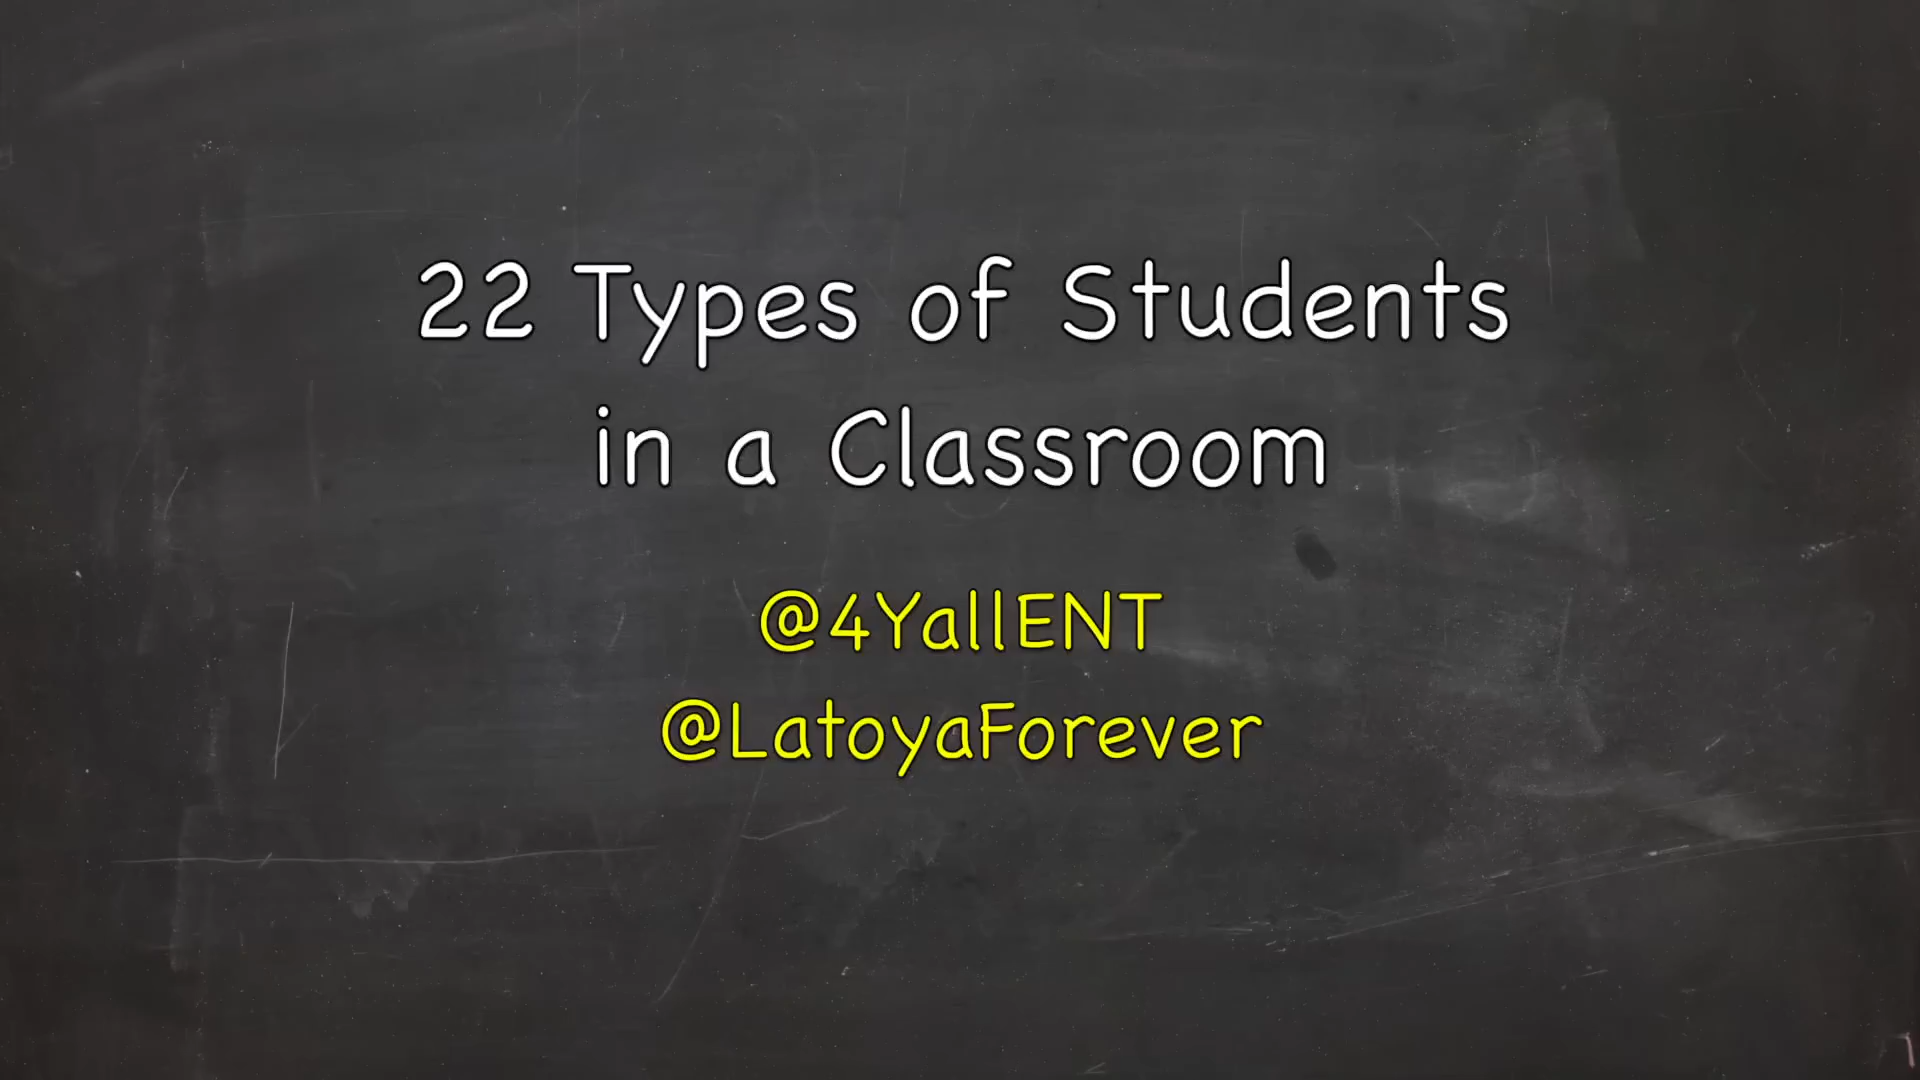 22 Types of Students
in a Classroom
@4YallENT
@LatoyaForever